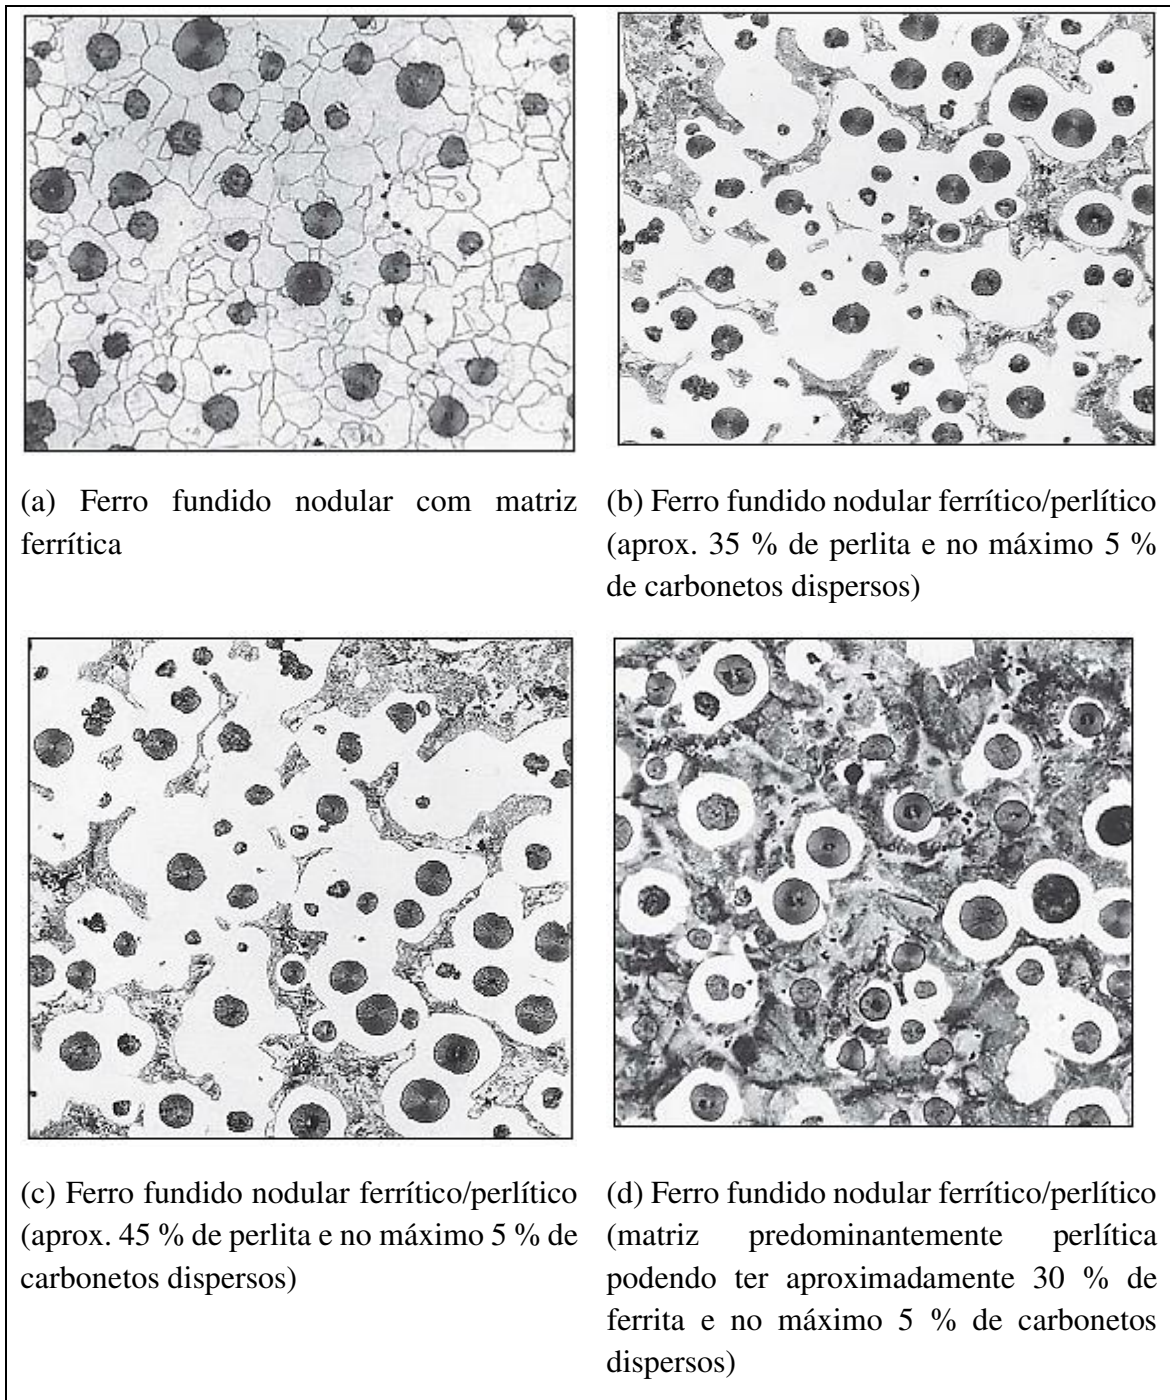 (a) Ferro fundido nodular com matriz
ferrítica
(b) Ferro fundido nodular ferrítico/perlítico
(aprox. 35 % de perlita e no máximo 5 %
de carbonetos dispersos)
(c) Ferro fundido nodular ferrítico/perlítico
(aprox. 45 % de perlita e no máximo 5 % de
carbonetos dispersos)
(d) Ferro fundido nodular ferrítico/perlítico
(matriz predominantemente perlítica
podendo ter aproximadamente 30 % de
ferrita e no máximo 5 % de carbonetos
dispersos)